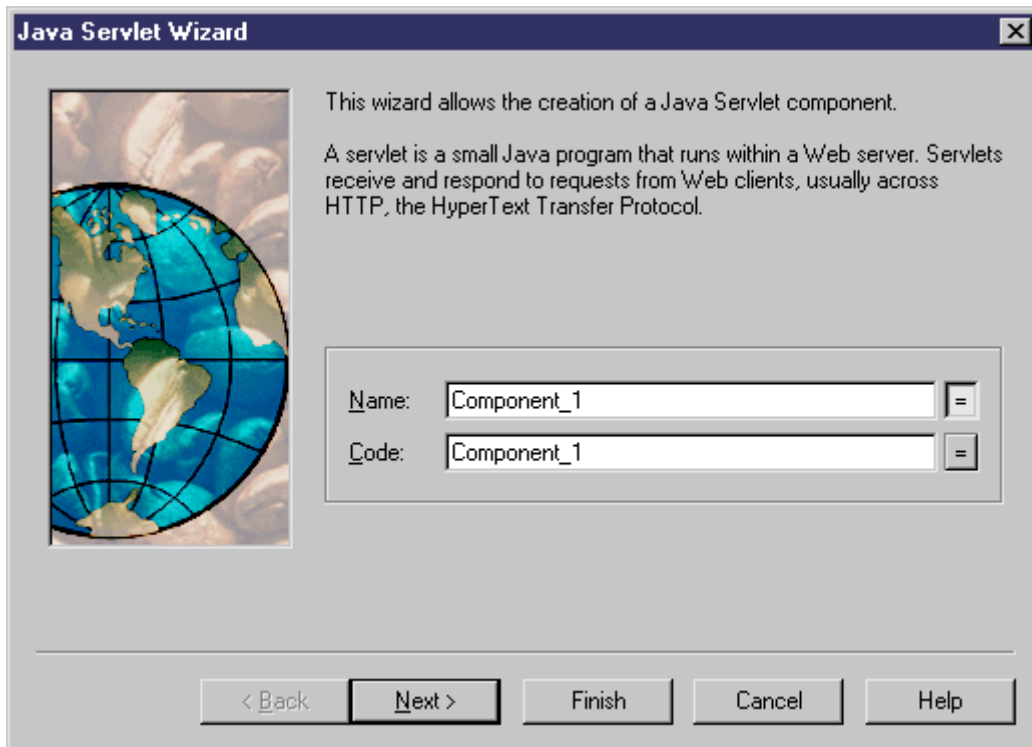 Java Servlet Wizard
This wizard allows the creation of a Java Servlet component.
A servlet is a small Java program that runs within a Web server. Servlets
receive and respond to requests from Web clients, usually across
HTTP, the HyperText Transfer Protocol.
Name: Component_1 =
Code: Component_1 =
< Back Next > Finish Cancel Help